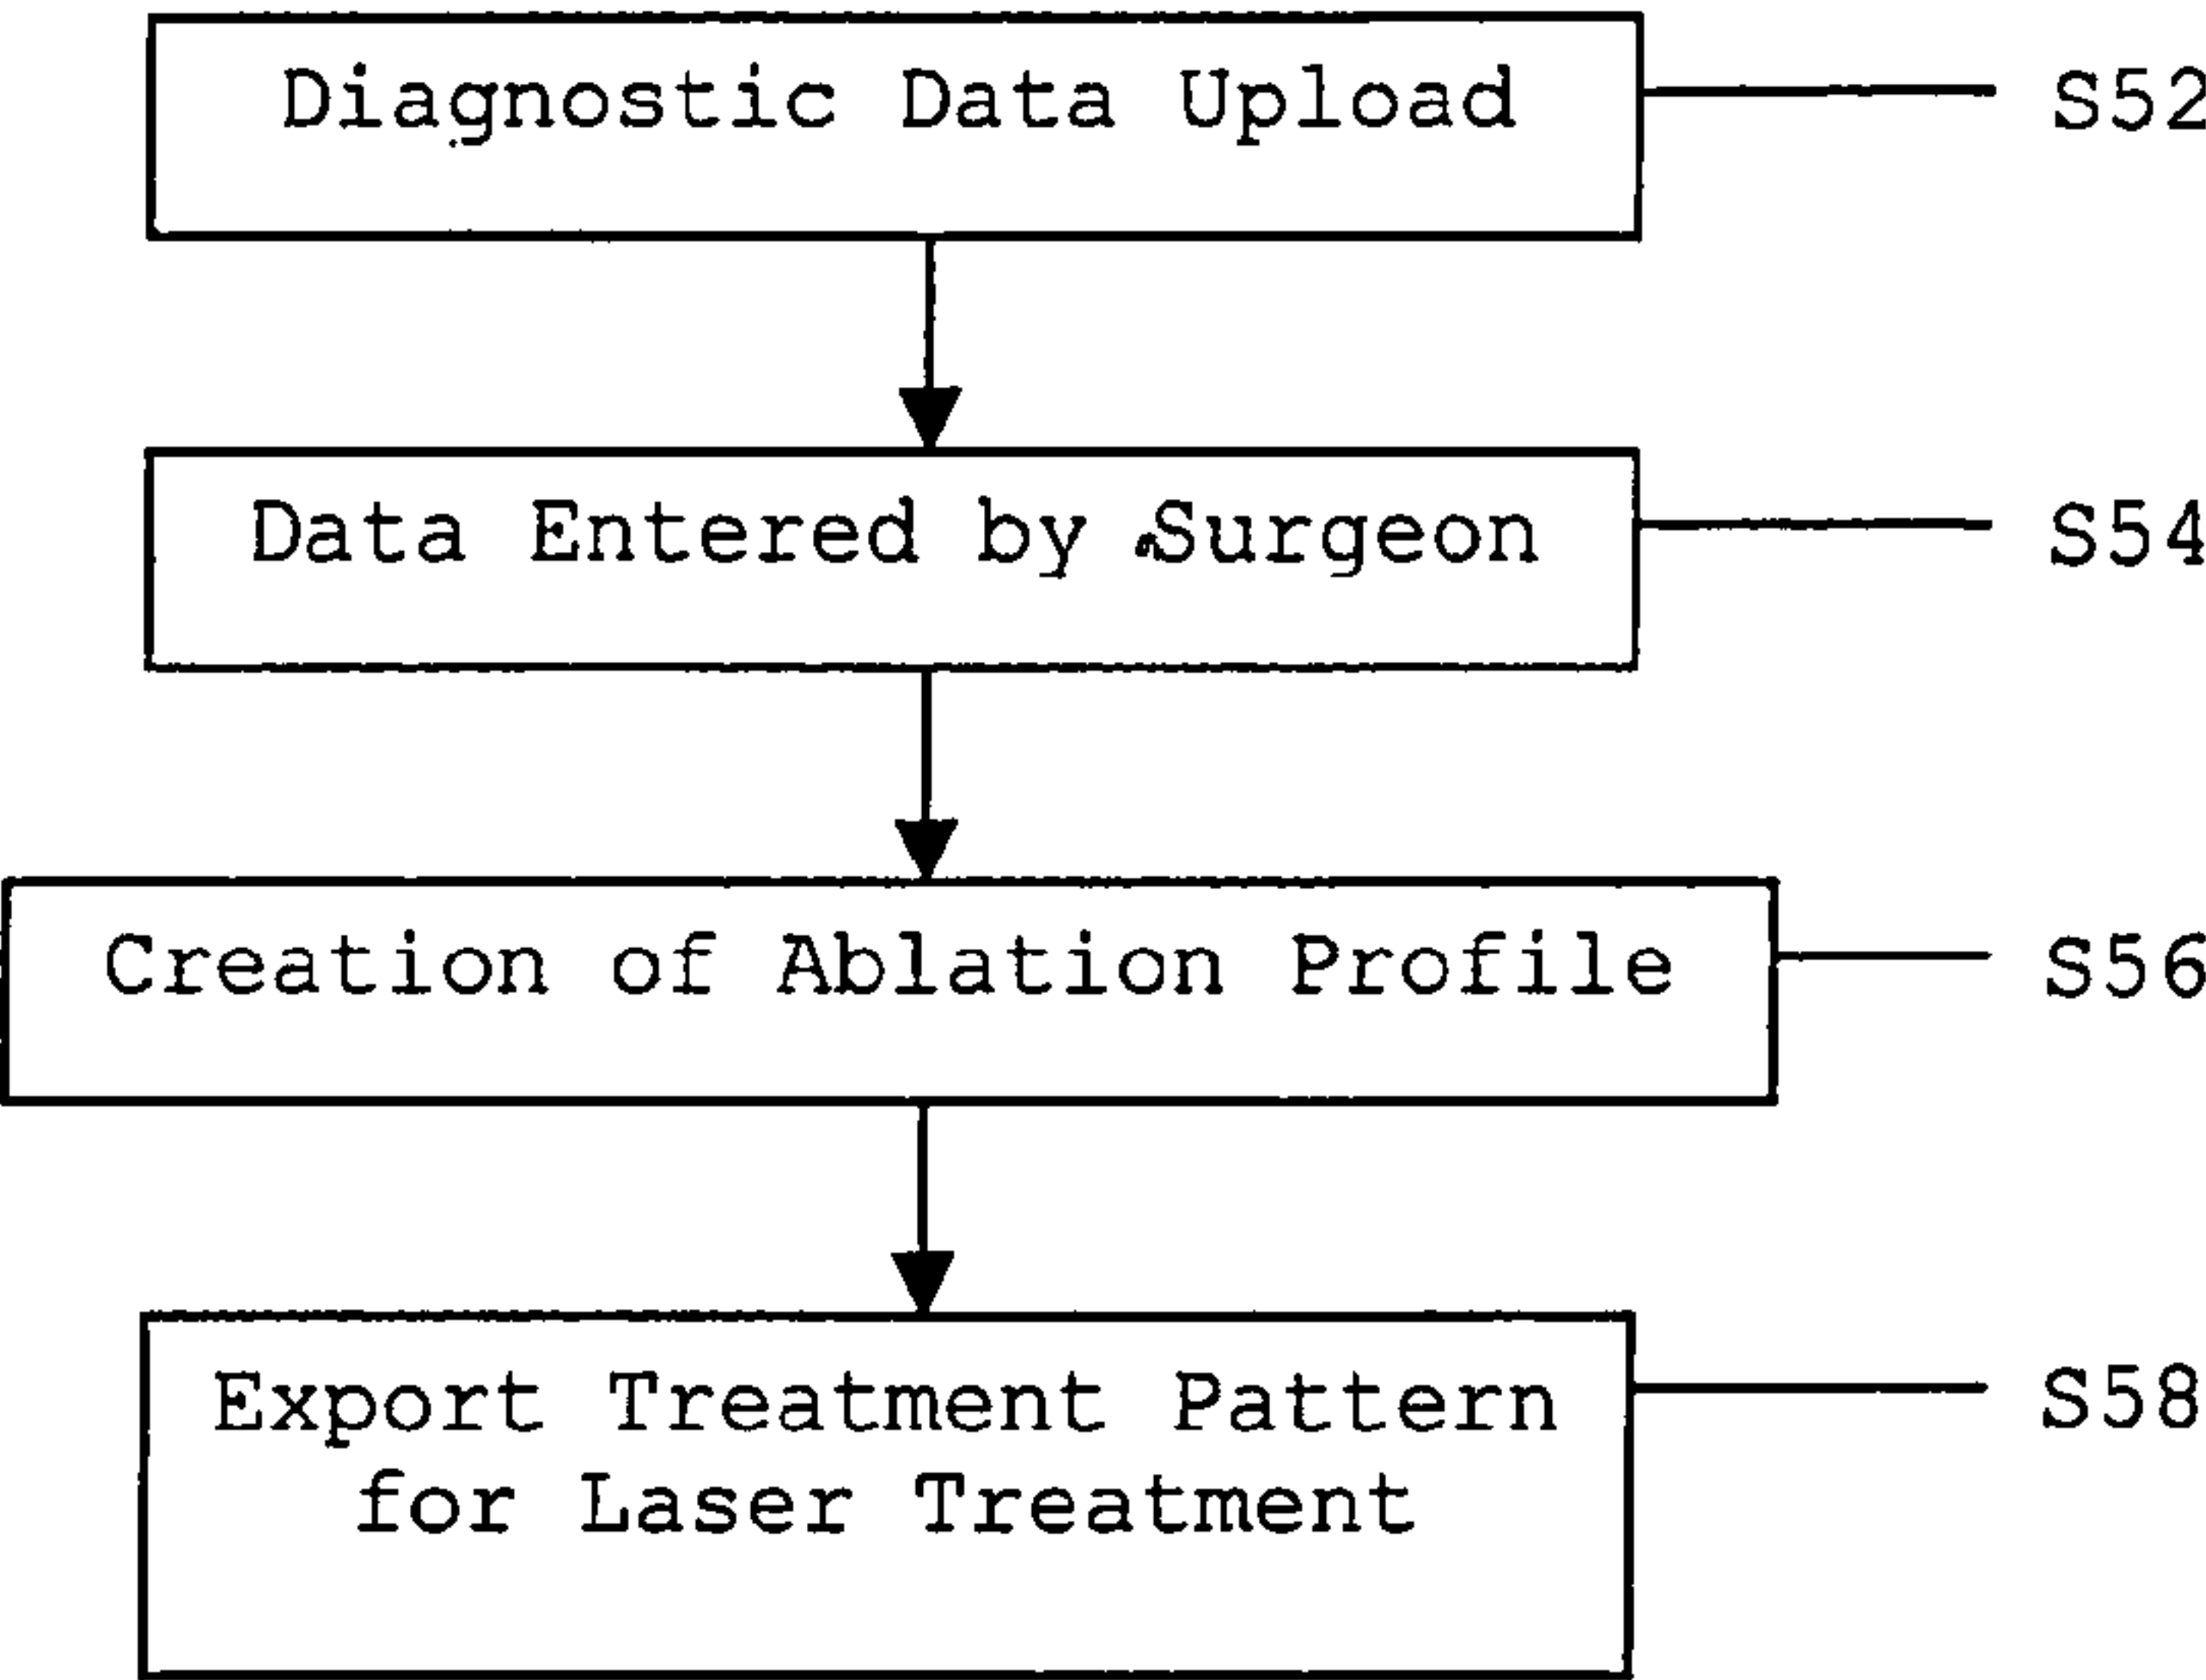 Diagnostic Data Upload
S52
Data Entered by Surgeon
S54
Creation of Ablation Profile
S56
Export Treatment Pattern
S58
for Laser Treatment